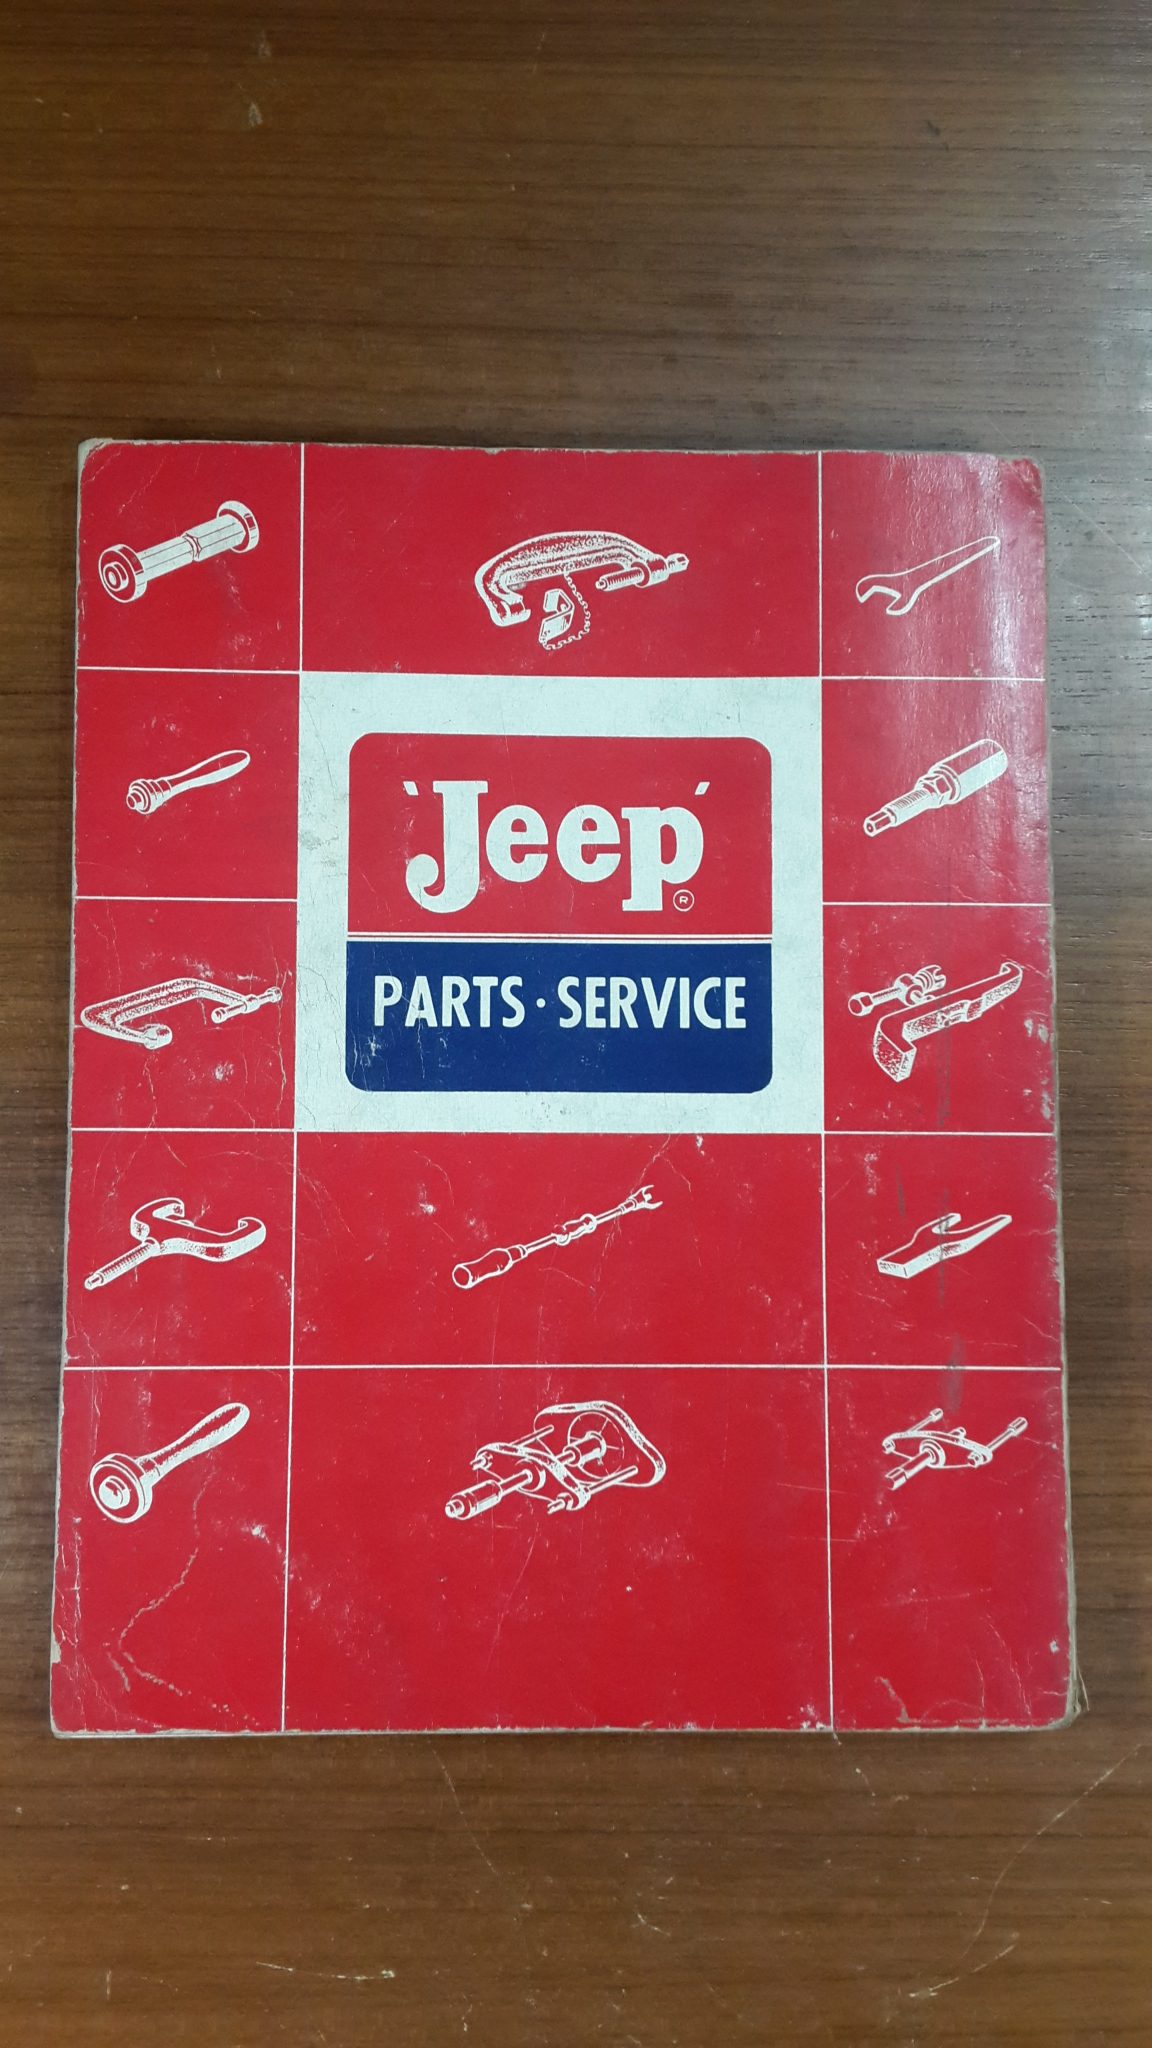 'Jeep'
®
PARTS · SERVICE